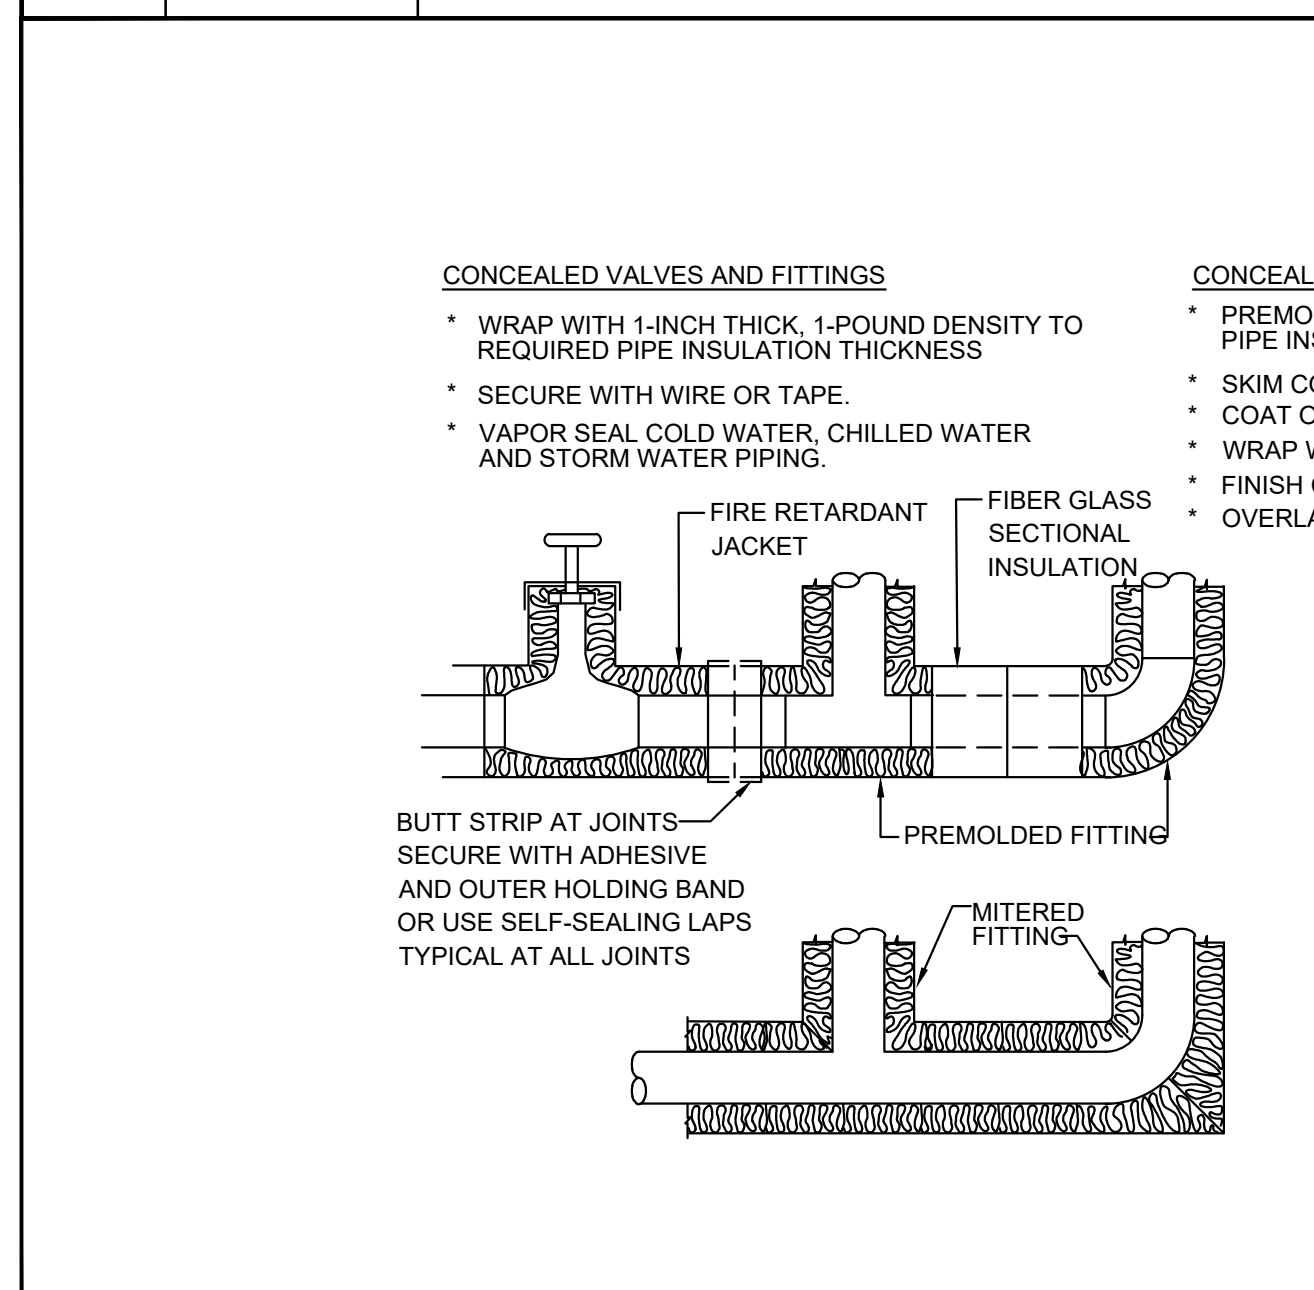 CONCEALED VALVES AND FITTINGS
* WRAP WITH 1-INCH THICK, 1-POUND DENSITY TO
REQUIRED PIPE INSULATION THICKNESS
* SECURE WITH WIRE OR TAPE.
* VAPOR SEAL COLD WATER, CHILLED WATER
AND STORM WATER PIPING.
CONCEAL
* PREMO
PIPE INS
* SKIM CO
* COAT O
* WRAP W
* FINISH
* OVERLA
FIRE RETARDANT
JACKET
FIBER GLASS
SECTIONAL
INSULATION
BUTT STRIP AT JOINTS
SECURE WITH ADHESIVE
AND OUTER HOLDING BAND
OR USE SELF-SEALING LAPS
TYPICAL AT ALL JOINTS
PREMOLDED FITTING
MITERED
FITTING